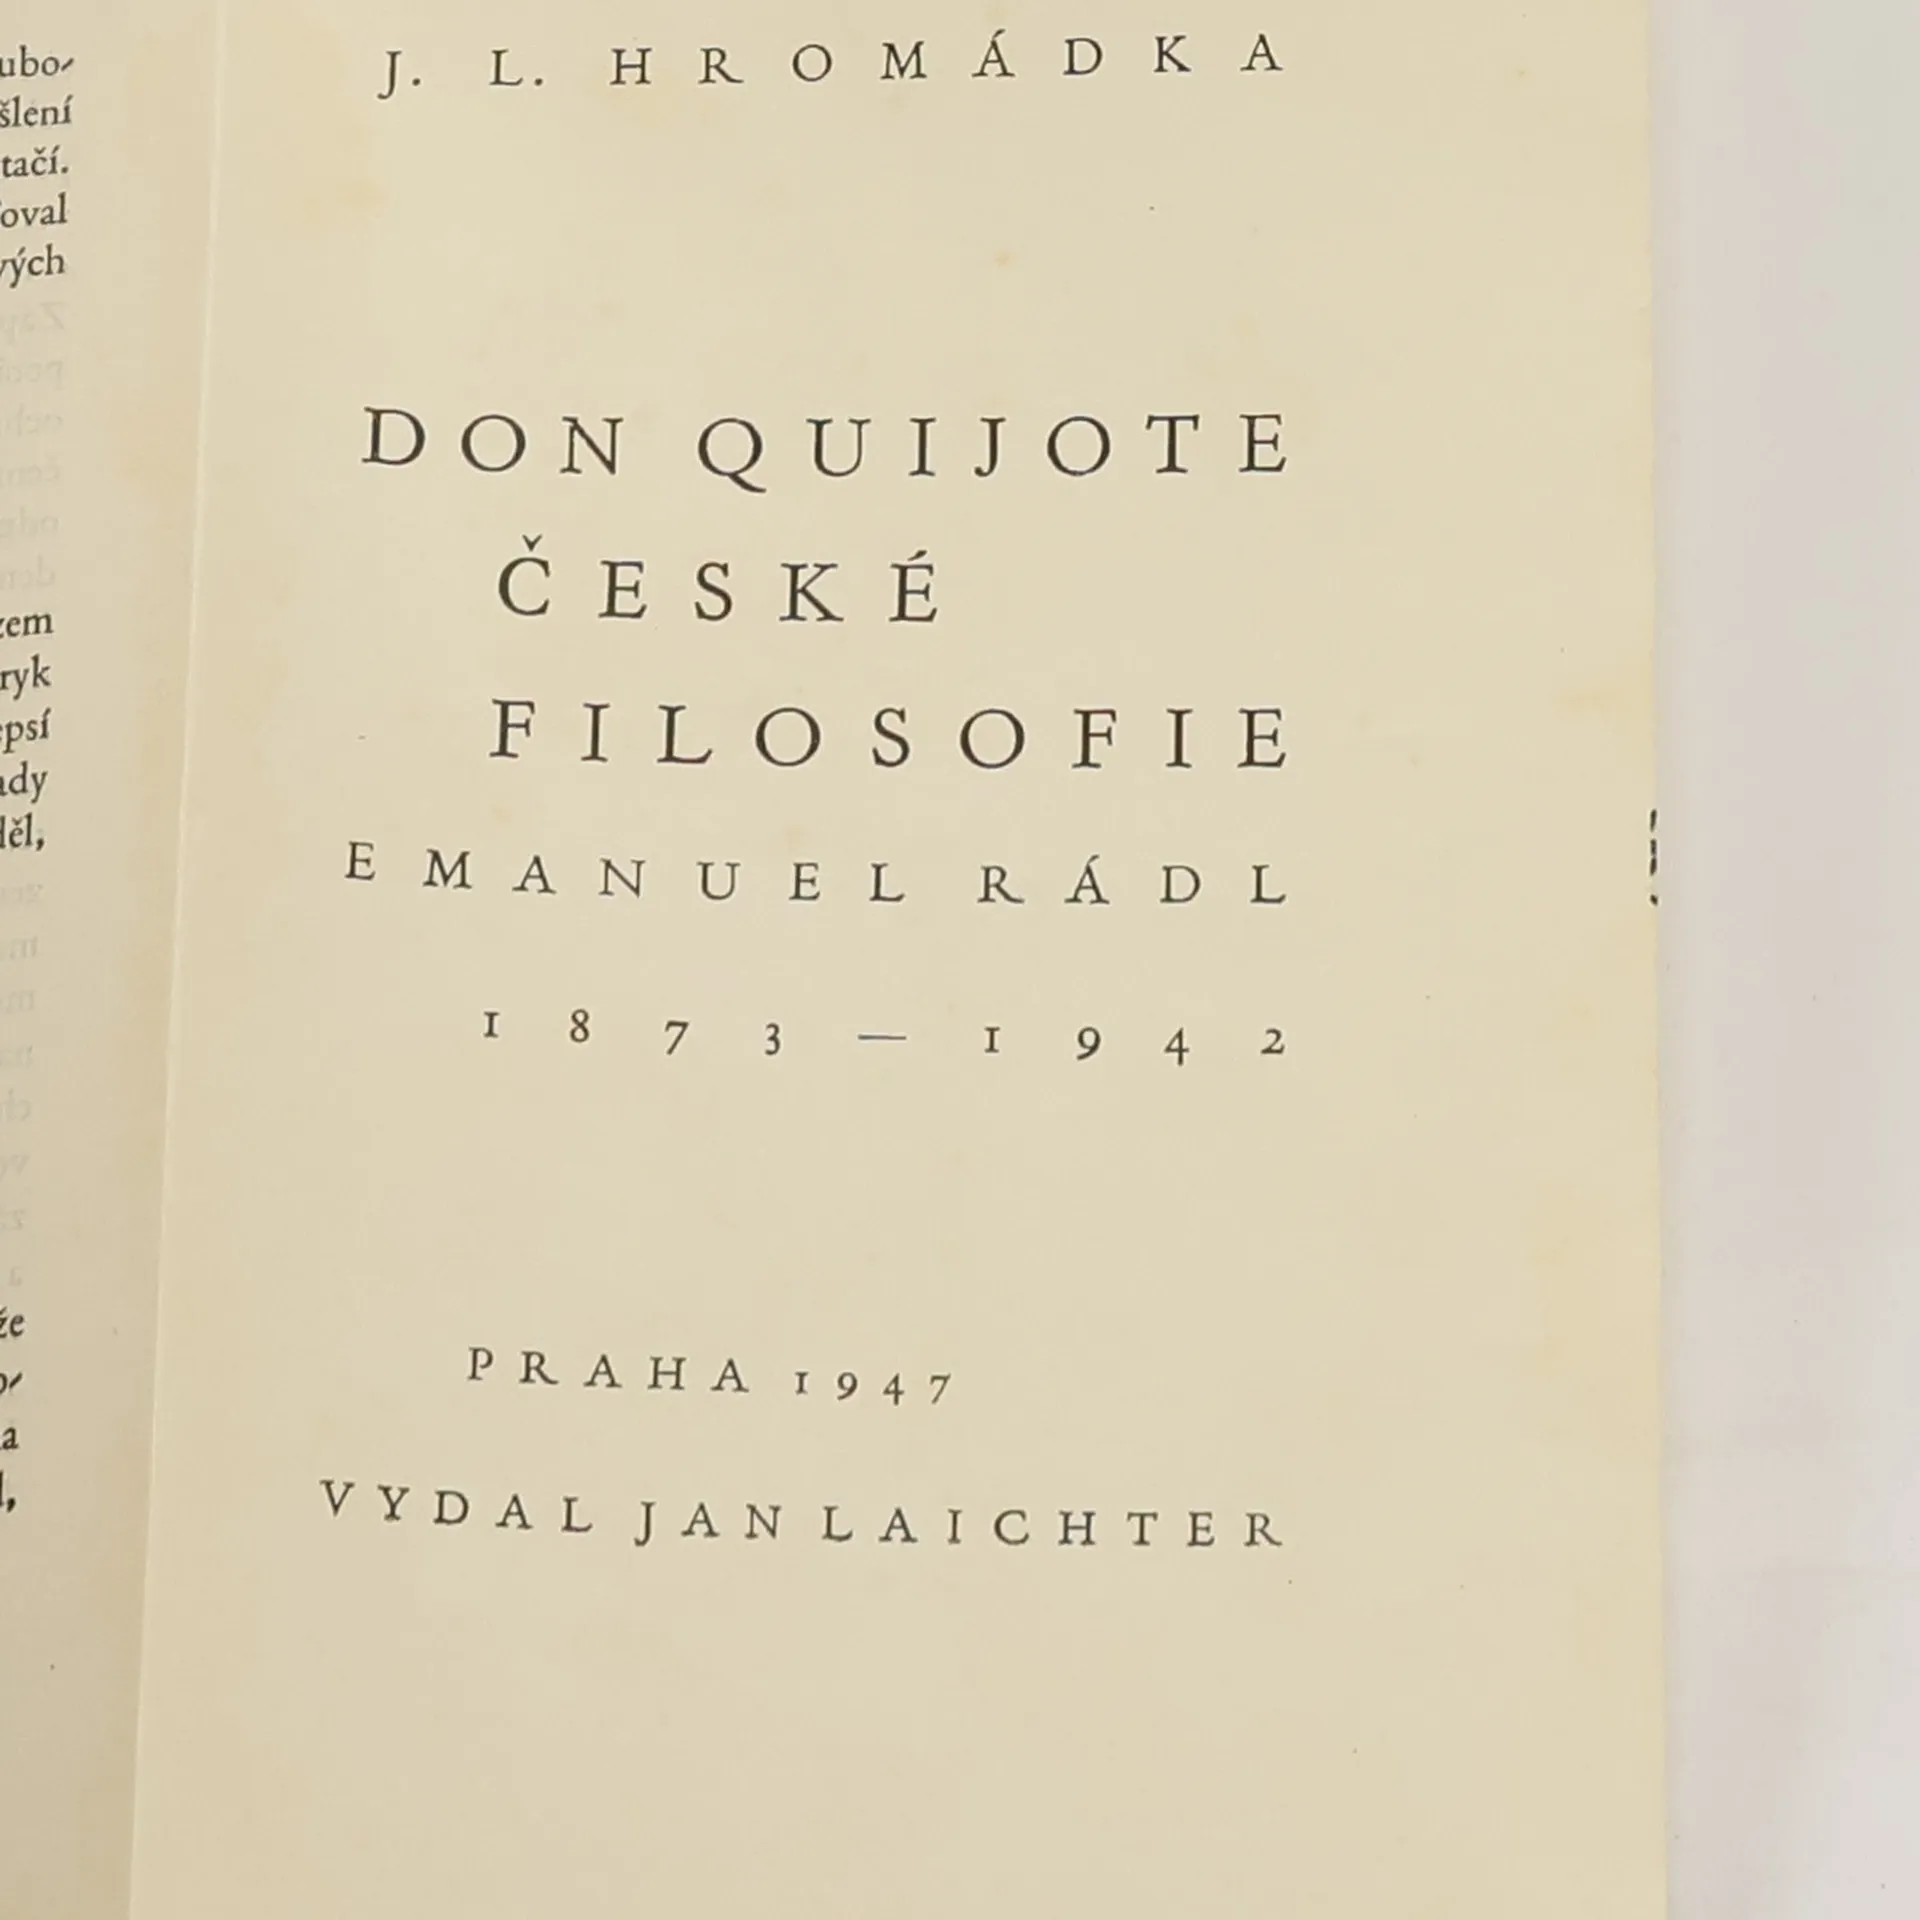 J. L. HROMÁDKA
DON QUIJOTE
ČESKÉ
FILOSOFIE
EMANUEL RÁDL
1873 — 1942
PRAHA 1947
VYDAL JAN LAICHTER